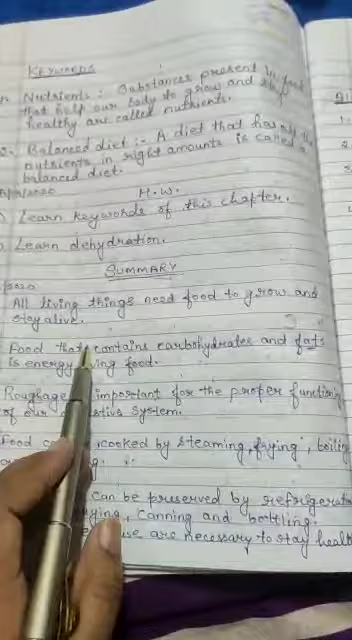 KEYWORDS
1. Nutrients : Substances present in food
that help our body to grow and stay
healthy are called nutrients.
2. Balanced diet :- A diet that has all
nutrients in right amounts is called a
balanced diet.
/2020
H.W.
Learn keywords of this chapter.
Learn dehydration.
SUMMARY
/2020
All living things need food to grow and
stay alive.
Food that contains carbohydrates and fats
is energy food.
Roughage important for the proper functioning
of our system.
Food cooked by steaming, frying, boiling
can be preserved by
canning and bottling.
are necessary to stay